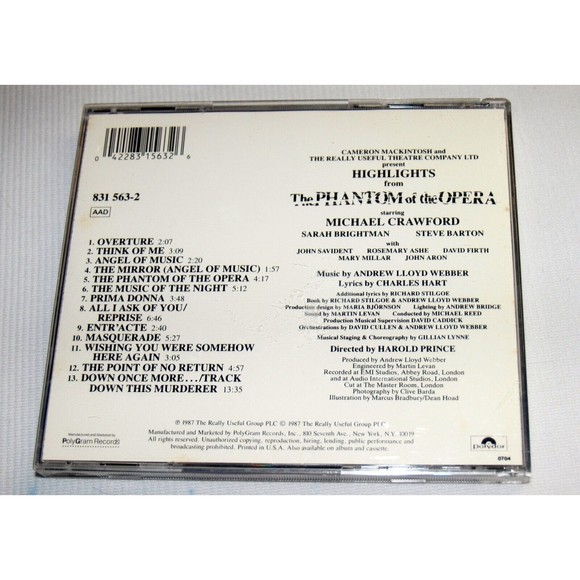 0 42283 15632 6
831 563-2
AAD
1. OVERTURE 2:07
2. THINK OF ME 3:09
3. ANGEL OF MUSIC 2:20
4. THE MIRROR (ANGEL OF MUSIC) 1:57
5. THE PHANTOM OF THE OPERA
6. THE MUSIC OF THE NIGHT 5:12
7. PRIMA DONNA 3:48
8. ALL I ASK OF YOU/
REPRISE 6:46
9. ENTR'ACTE 2:40
10. MASQUERADE 5:17
11. WISHING YOU WERE SOMEHOW
HERE AGAIN 3:05
12. THE POINT OF NO RETURN 4:57
13. DOWN ONCE MORE.../TRACK
DOWN THIS MURDERER 13:35
CAMERON MACKINTOSH and
THE REALLY USEFUL THEATRE COMPANY LTD
present
HIGHLIGHTS
from
The PHANTOM of the OPERA
starring
MICHAEL CRAWFORD
SARAH BRIGHTMAN STEVE BARTON
with
JOHN SAVIDENT ROSEMARY ASHE DAVID FIRTH
MARY MILLAR JOHN ARON
Music by ANDREW LLOYD WEBBER
Lyrics by CHARLES HART
Additional lyrics by RICHARD STILGOE
Book by RICHARD STILGOE & ANDREW LLOYD WEBBER
Production design by MARIA BJÖRNSON Lighting by ANDREW BRIDGE
Sound by MARTIN LEVAN Conducted by MICHAEL REED
Production Musical Supervision DAVID CADDICK
Orchestrations by DAVID CULLEN & ANDREW LLOYD WEBBER
Musical Staging & Choreography by GILLIAN LYNNE
Directed by HAROLD PRINCE
Produced by Andrew Lloyd Webber
Engineered by Martin Levan
Recorded at EMI Studios, Abbey Road, London
and at Audio International Studios, London
Cut at The Master Room, London
Photography by Clive Barda
Illustration by Marcus Bradbury/Dean Hoad
℗ 1987 The Really Useful Group PLC © 1987 The Really Useful Group PLC
Manufactured and Marketed by PolyGram Records, Inc., 810 Seventh Ave., New York, N.Y. 10019
All rights reserved. Unauthorized copying, reproduction, hiring, lending, public performance and
broadcasting prohibited. Printed in U.S.A. Also available on album and cassette.
Manufactured and Marketed by
PolyGram Records
polydor
0704